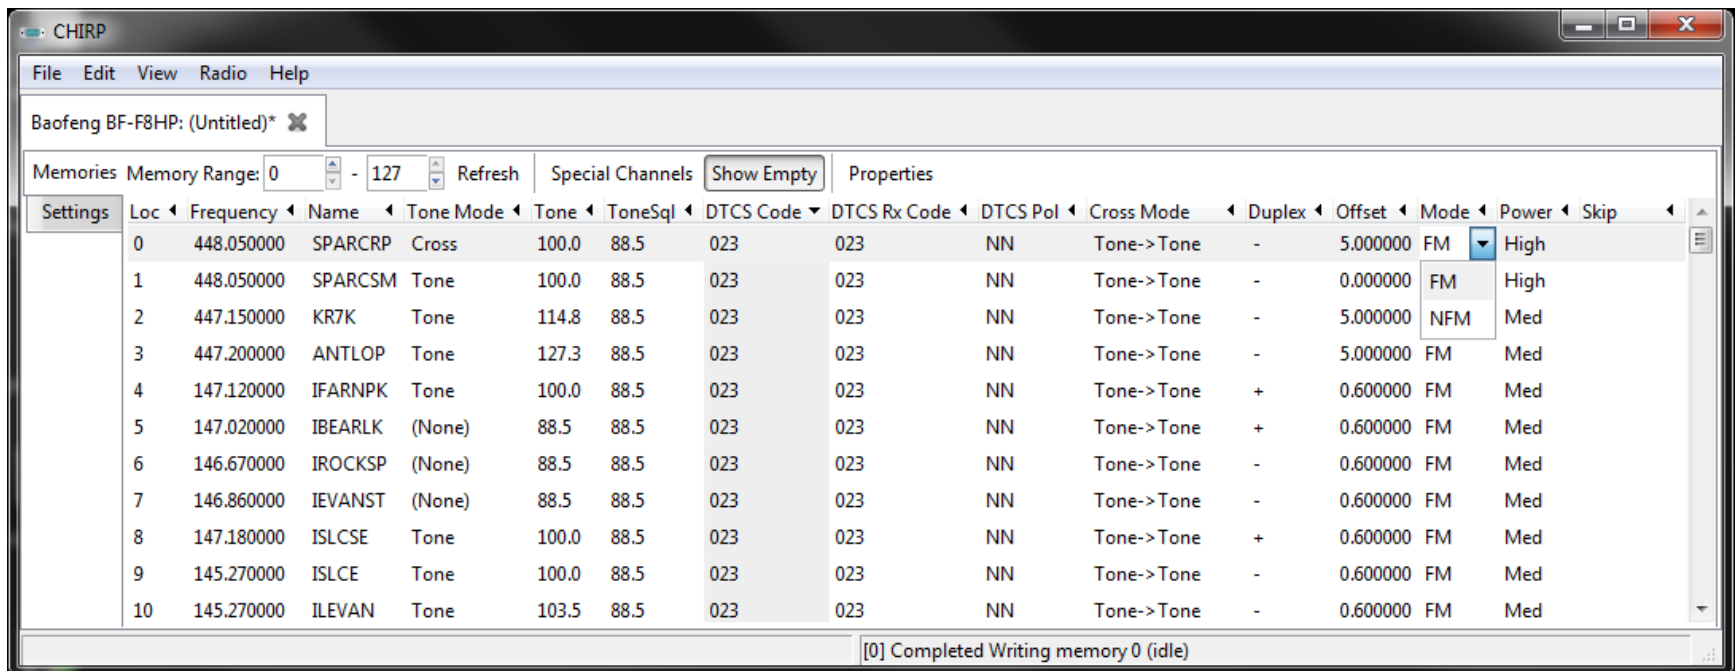 CHIRP
File Edit View Radio Help
Baofeng BF-F8HP: (Untitled)*
Memories Memory Range: 0 - 127 Refresh Special Channels Show Empty Properties
Settings Loc Frequency Name Tone Mode Tone ToneSql DTCS Code DTCS Rx Code DTCS Pol Cross Mode Duplex Offset Mode Power Skip
0 448.050000 SPARCRP Cross 100.0 88.5 023 023 NN Tone->Tone - 5.000000 FM High
1 448.050000 SPARCSM Tone 100.0 88.5 023 023 NN Tone->Tone - 0.000000 FM High
2 447.150000 KR7K Tone 114.8 88.5 023 023 NN Tone->Tone - 5.000000 NFM Med
3 447.200000 ANTLOP Tone 127.3 88.5 023 023 NN Tone->Tone - 5.000000 FM Med
4 147.120000 IFARNPK Tone 100.0 88.5 023 023 NN Tone->Tone + 0.600000 FM Med
5 147.020000 IBEARLK (None) 88.5 88.5 023 023 NN Tone->Tone + 0.600000 FM Med
6 146.670000 IROCKSP (None) 88.5 88.5 023 023 NN Tone->Tone - 0.600000 FM Med
7 146.860000 IEVANST (None) 88.5 88.5 023 023 NN Tone->Tone - 0.600000 FM Med
8 147.180000 ISLCSE Tone 100.0 88.5 023 023 NN Tone->Tone + 0.600000 FM Med
9 145.270000 ISLCE Tone 100.0 88.5 023 023 NN Tone->Tone - 0.600000 FM Med
10 145.270000 ILEVAN Tone 103.5 88.5 023 023 NN Tone->Tone - 0.600000 FM Med
[0] Completed Writing memory 0 (idle)